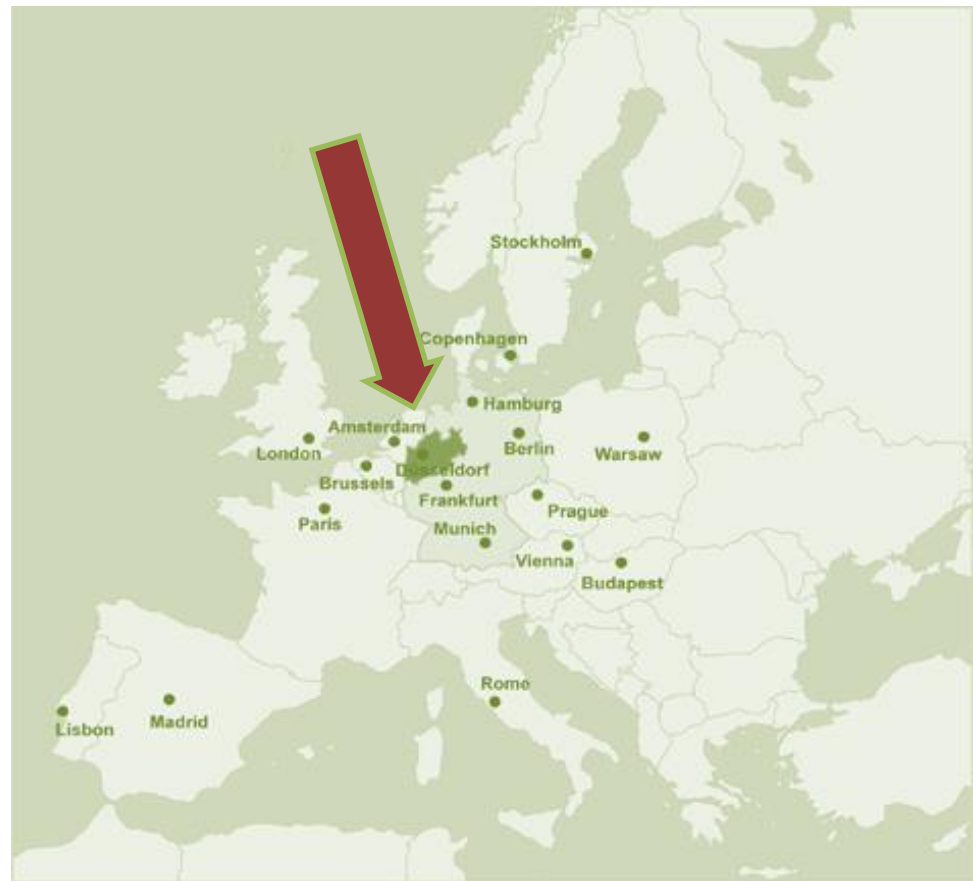 Stockholm
Copenhagen
Hamburg
Amsterdam
Berlin
London
Warsaw
Düsseldorf
Brussels
Frankfurt
Prague
Paris
Munich
Vienna
Budapest
Rome
Madrid
Lisbon